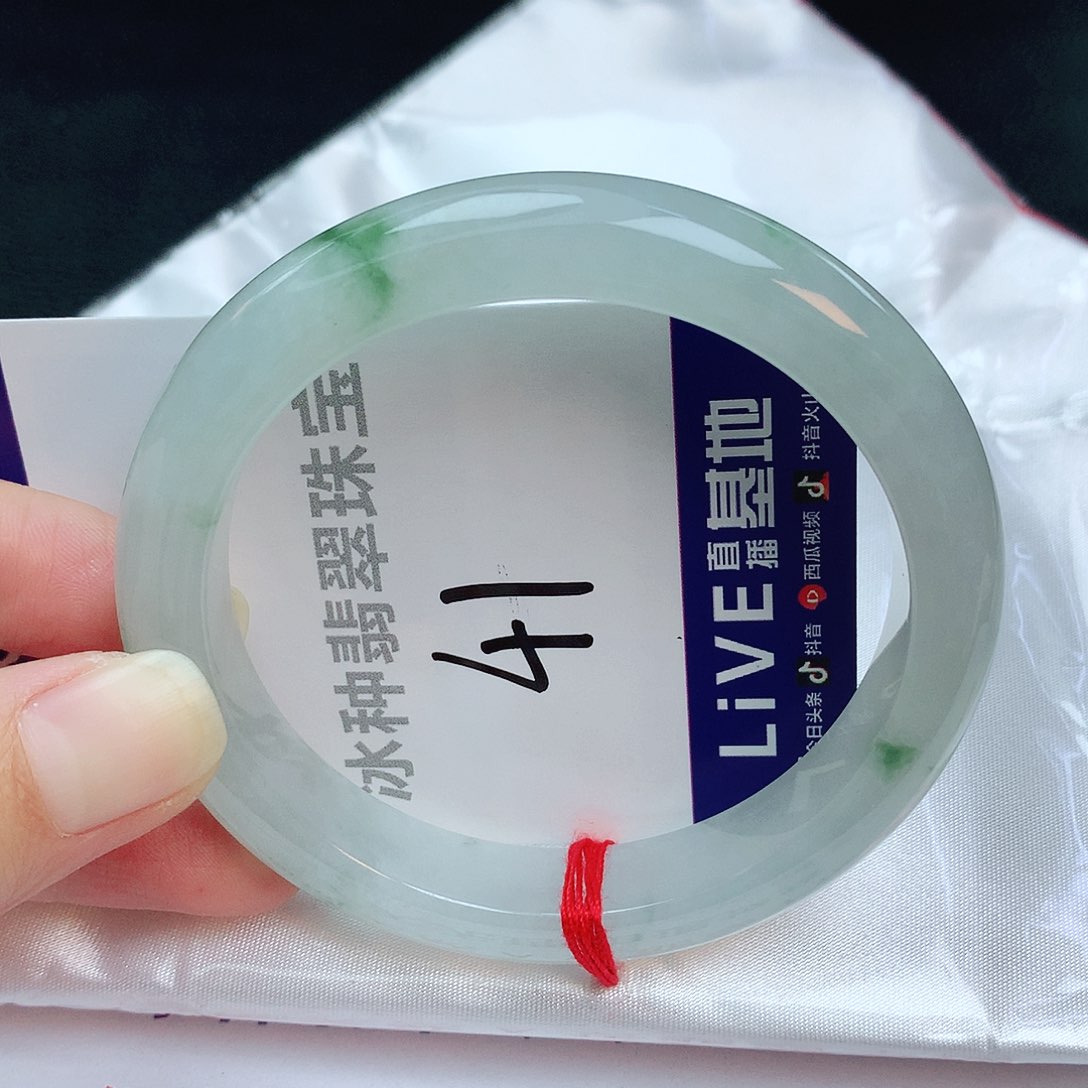 冰种翡翠珠宝
41
LiVE直播基地
今日头条 抖音 西瓜视频 抖音火山